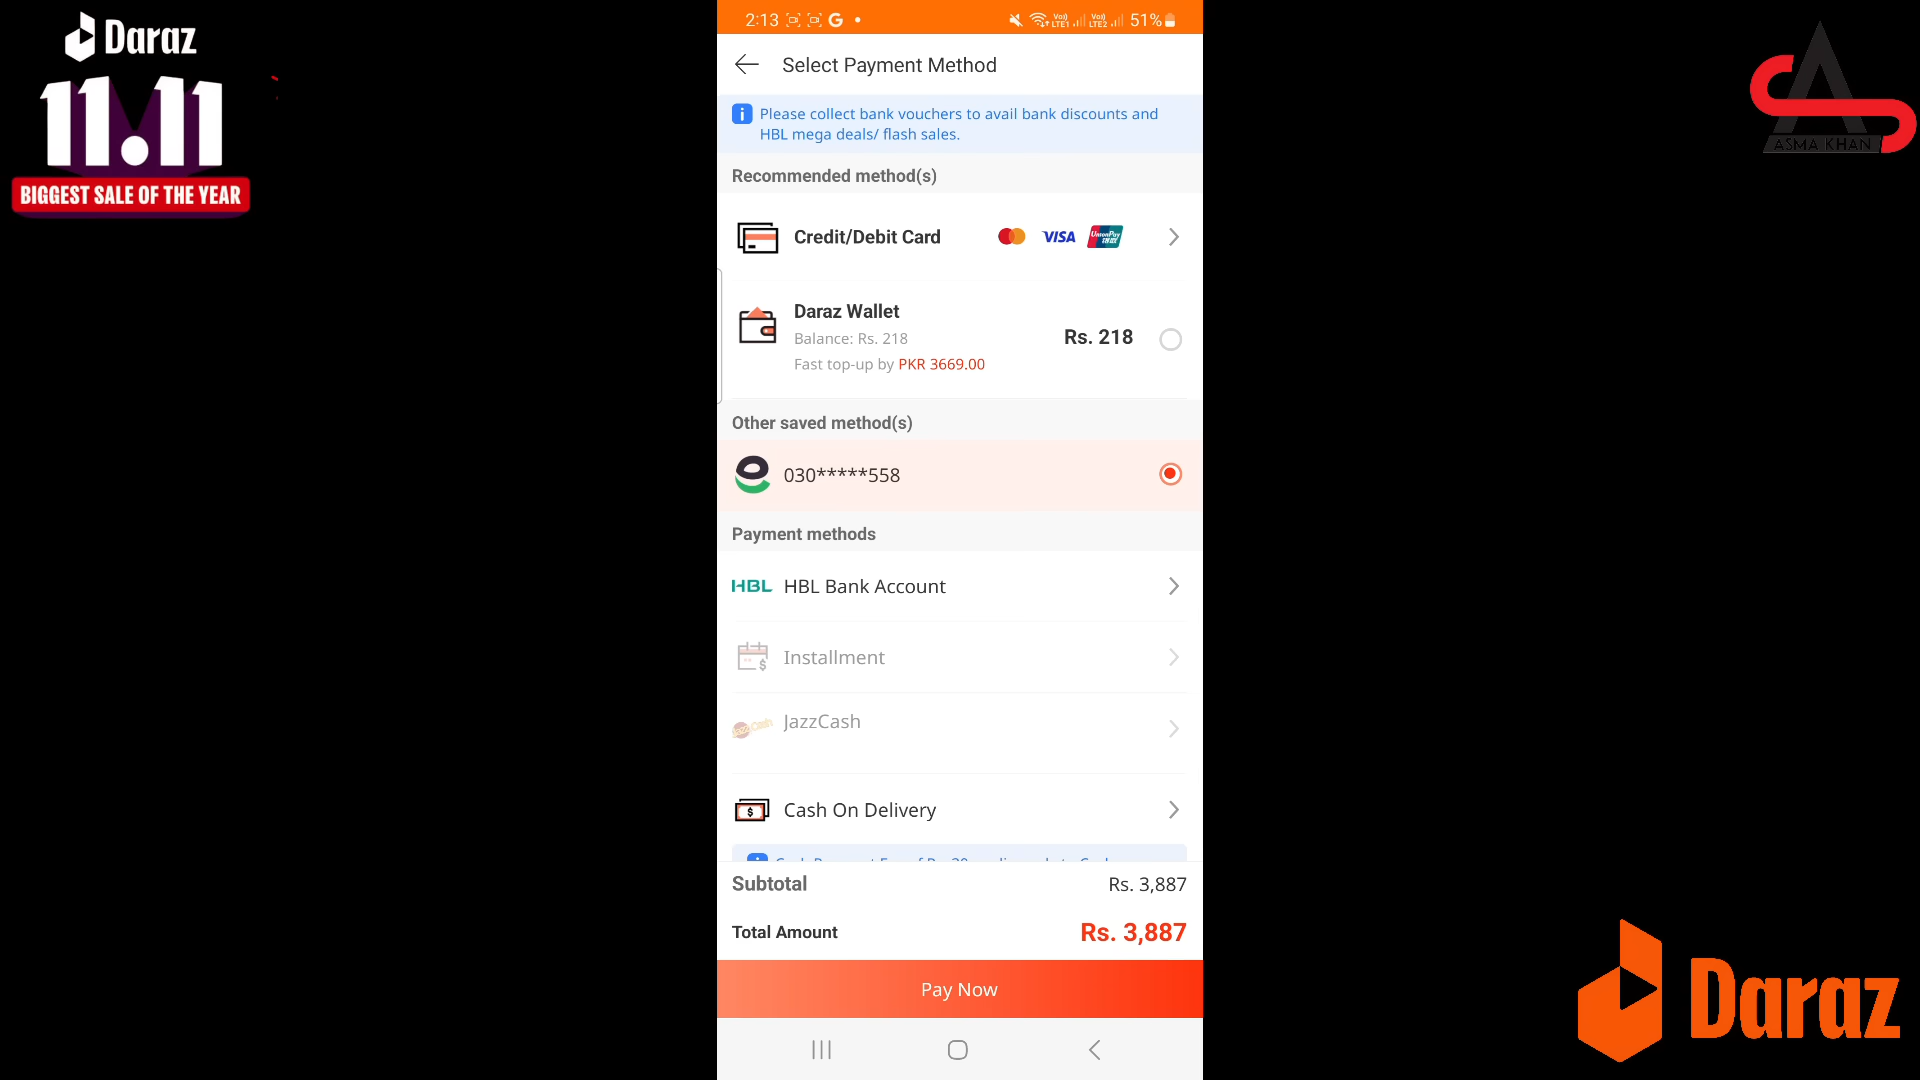 Daraz
11.11
BIGGEST SALE OF THE YEAR
2:13
51%
Select Payment Method
Please collect bank vouchers to avail bank discounts and
HBL mega deals/ flash sales.
Recommended method(s)
Credit/Debit Card
VISA
UnionPay
Daraz Wallet
Balance: Rs. 218
Rs. 218
Fast top-up by PKR 3669.00
Other saved method(s)
030*****558
Payment methods
HBL HBL Bank Account
Installment
JazzCash
Cash On Delivery
Subtotal
Rs. 3,887
Total Amount
Rs. 3,887
Pay Now
ASMA KHAN
Daraz